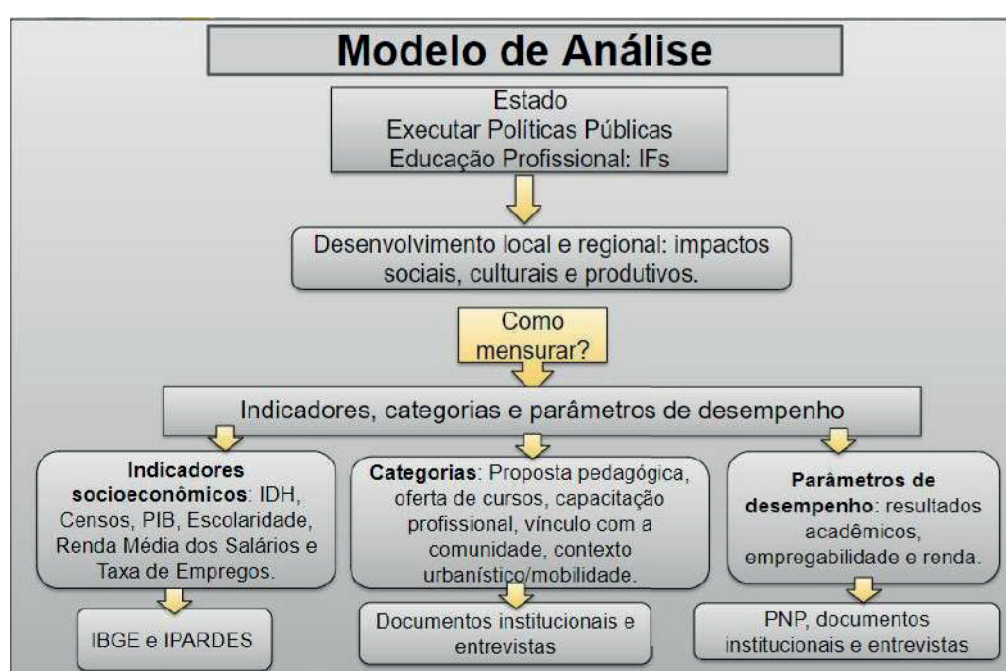 Modelo de Análise
Estado
Executar Políticas Públicas
Educação Profissional: IFs
Desenvolvimento local e regional: impactos
sociais, culturais e produtivos.
Como
mensurar?
Indicadores, categorias e parâmetros de desempenho
Indicadores
socioeconômicos: IDH,
Censos, PIB, Escolaridade,
Renda Média dos Salários e
Taxa de Empregos.
IBGE e IPARDES
Categorias: Proposta pedagógica,
oferta de cursos, capacitação
profissional, vínculo com a
comunidade, contexto
urbanístico/mobilidade.
Documentos institucionais e
entrevistas
Parâmetros de
desempenho: resultados
acadêmicos,
empregabilidade e renda.
PNP, documentos
institucionais e entrevistas